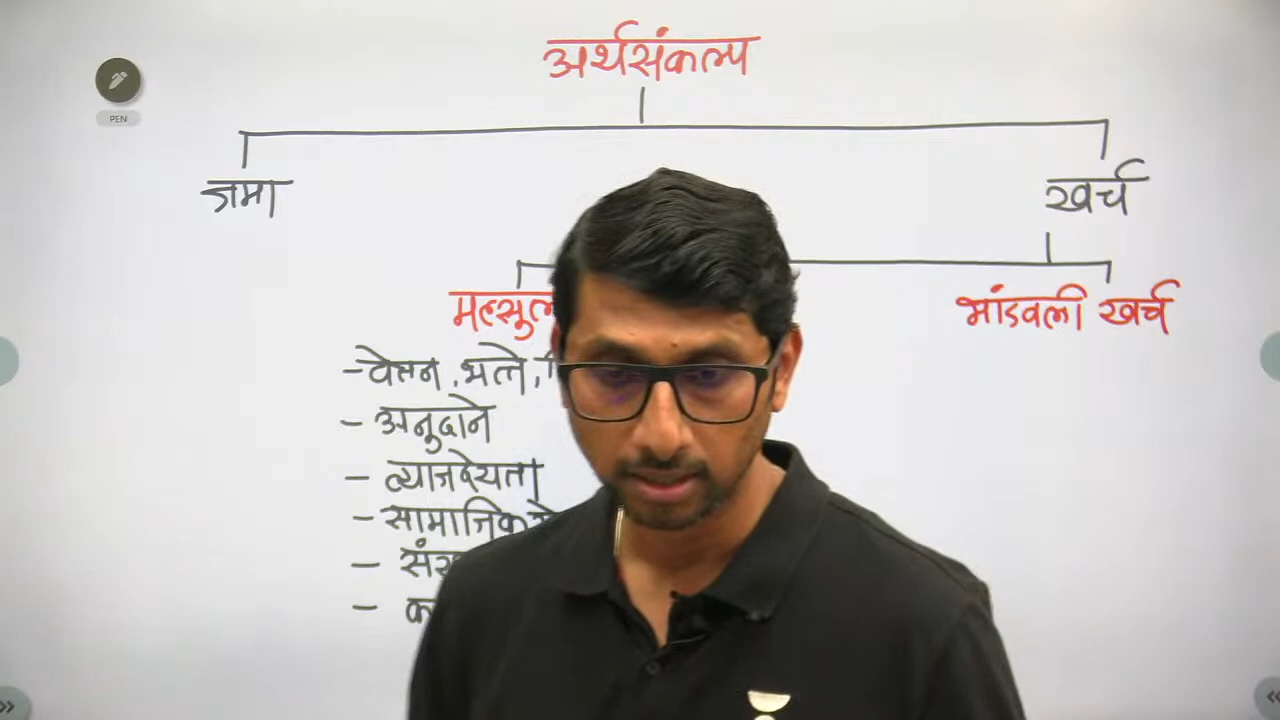 अर्थसंकल्प
PEN
जमा
खर्च
भांडवली खर्च
- वेतन, भत्ते,
- अनुदाने
- व्याजदेयता
- सामाजिक